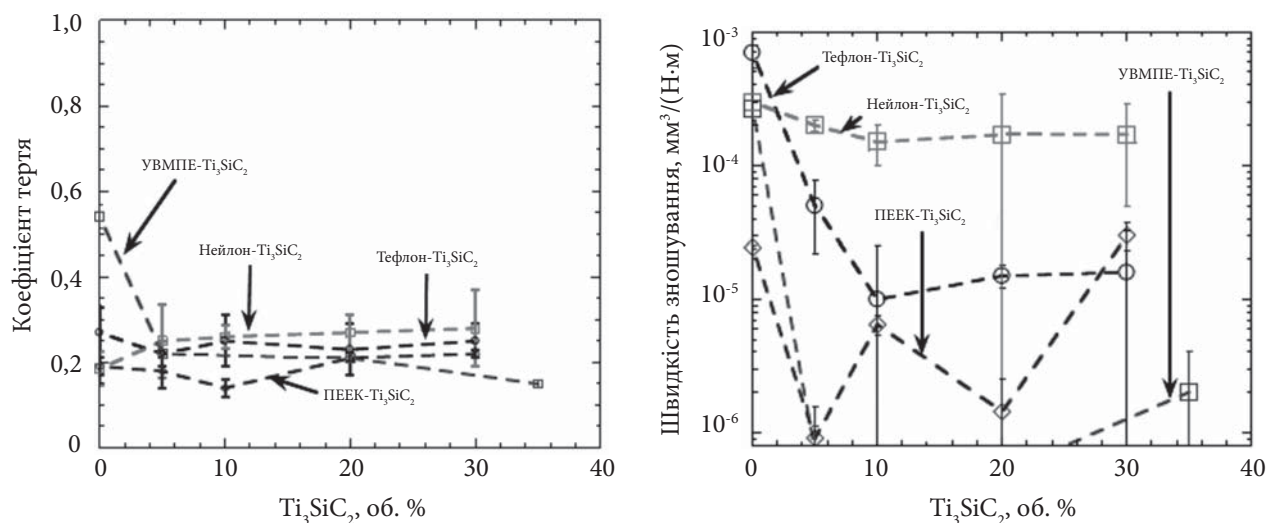 1,0
0,8
0,6
0,4
0,2
0
Коефіцієнт тертя
УВМПЕ-Ti₃SiC₂
Нейлон-Ti₃SiC₂
Тефлон-Ti₃SiC₂
ПЕЕК-Ti₃SiC₂
0 10 20 30 40
Ti₃SiC₂, об. %
10⁻³
10⁻⁴
10⁻⁵
10⁻⁶
Швидкість зношування, мм³/(Н·м)
Тефлон-Ti₃SiC₂
УВМПЕ-Ti₃SiC₂
Нейлон-Ti₃SiC₂
ПЕЕК-Ti₃SiC₂
0 10 20 30 40
Ti₃SiC₂, об. %